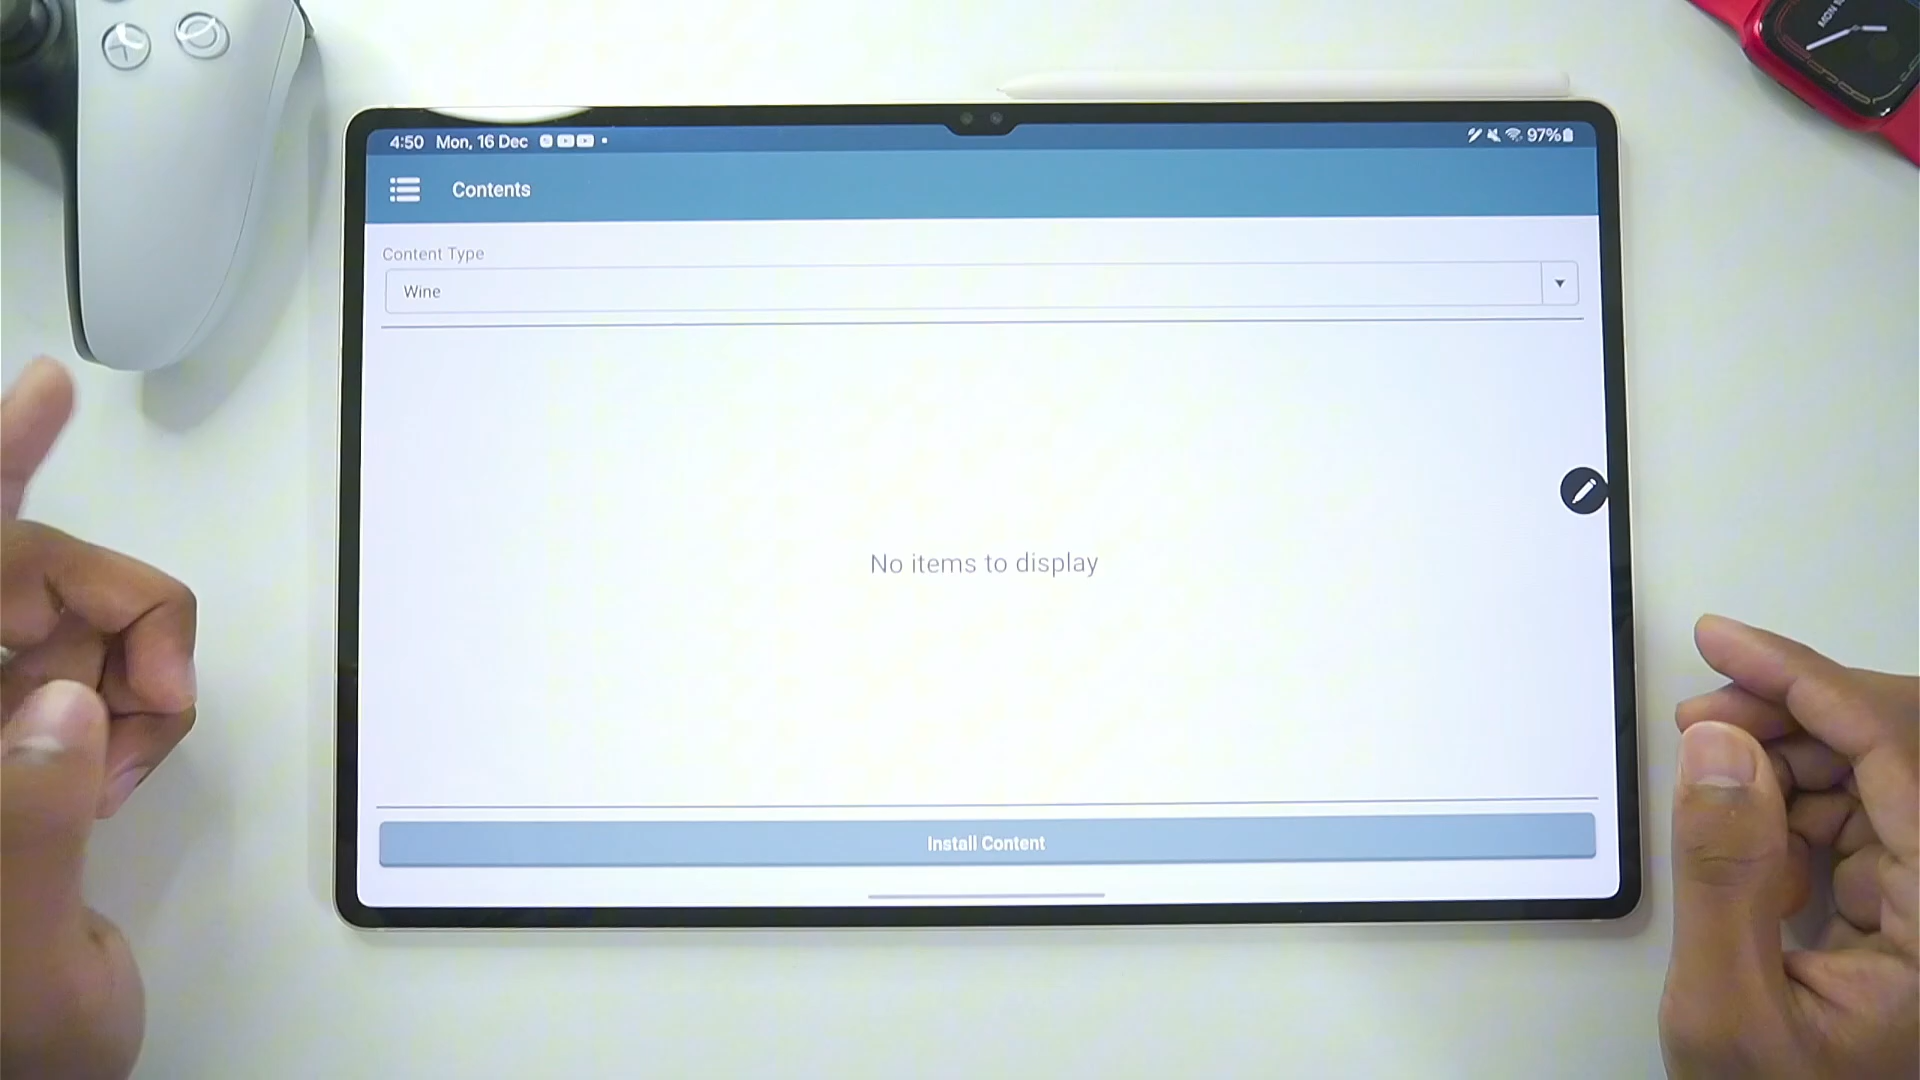 4:50 Mon, 16 Dec
97%
Contents
Content Type
Wine
No items to display
Install Content